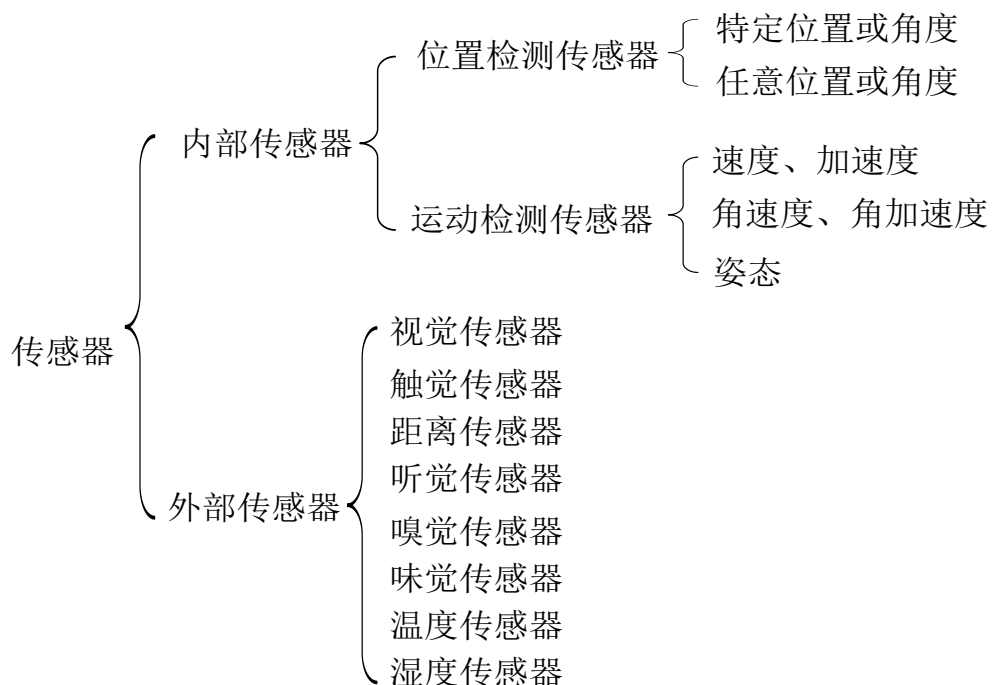 传感器
内部传感器
位置检测传感器
特定位置或角度
任意位置或角度
运动检测传感器
速度、加速度
角速度、角加速度
姿态
外部传感器
视觉传感器
触觉传感器
距离传感器
听觉传感器
嗅觉传感器
味觉传感器
温度传感器
湿度传感器